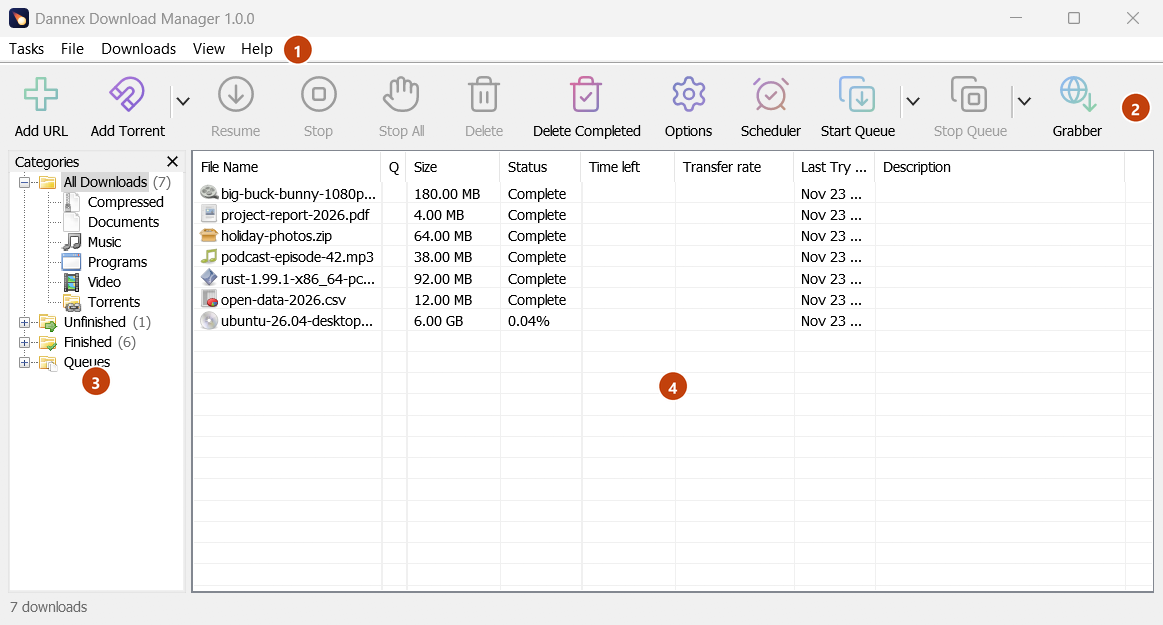 Dannex Download Manager 1.0.0
Tasks File Downloads View Help 1
Add URL Add Torrent Resume Stop Stop All Delete Delete Completed Options Scheduler Start Queue Stop Queue Grabber 2
Categories
All Downloads (7)
Compressed
Documents
Music
Programs
Video
Torrents
Unfinished (1)
Finished (6)
Queues
3
File Name Q Size Status Time left Transfer rate Last Try ... Description
big-buck-bunny-1080p... 180.00 MB Complete Nov 23 ...
project-report-2026.pdf 4.00 MB Complete Nov 23 ...
holiday-photos.zip 64.00 MB Complete Nov 23 ...
podcast-episode-42.mp3 38.00 MB Complete Nov 23 ...
rust-1.99.1-x86_64-pc... 92.00 MB Complete Nov 23 ...
open-data-2026.csv 12.00 MB Complete Nov 23 ...
ubuntu-26.04-desktop... 6.00 GB 0.04% Nov 23 ...
4
7 downloads